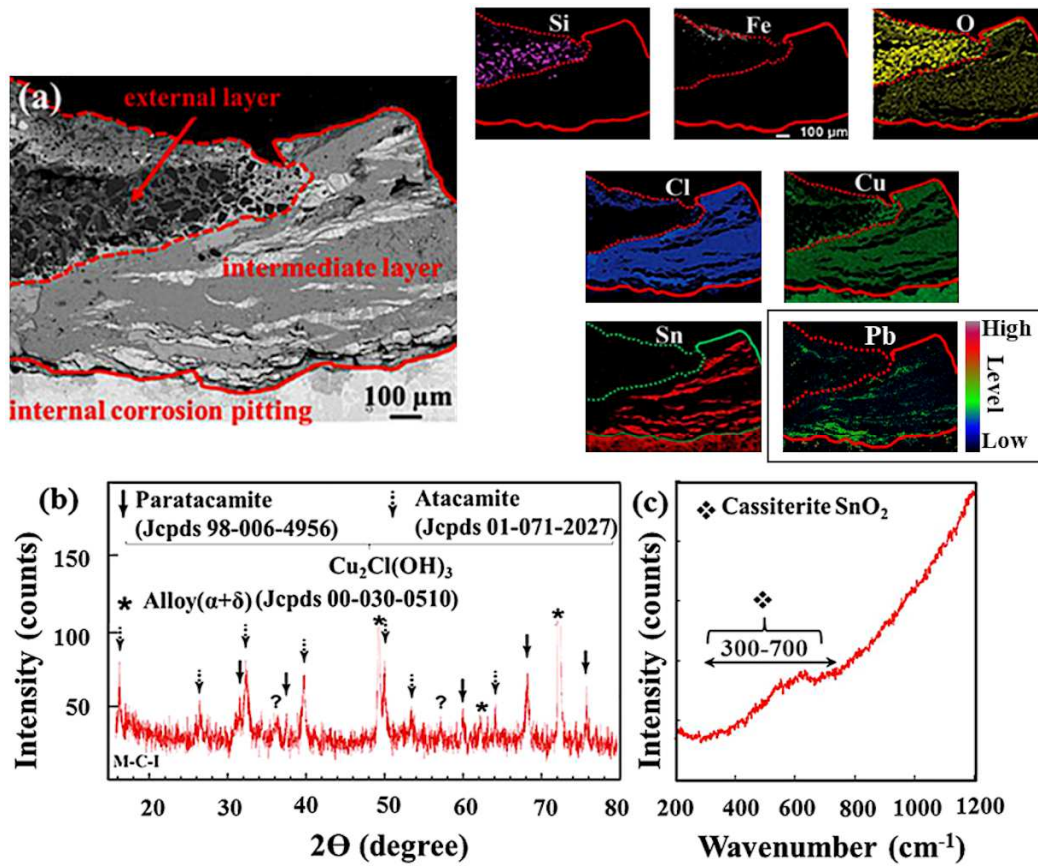 (a)
external layer
intermediate layer
internal corrosion pitting
100 μm
Si
Fe
100 μm
O
Cl
Cu
Sn
Pb
High
Level
Low
(b)
Paratacamite
(Jcpds 98-006-4956)
Atacamite
(Jcpds 01-071-2027)
Cu₂Cl(OH)₃
* Alloy(α+δ) (Jcpds 00-030-0510)
*
*
?
?
*
150
100
50
Intensity (counts)
M-C-I
20 30 40 50 60 70 80
2Θ (degree)
(c)
❖ Cassiterite SnO₂
❖
300-700
Intensity (counts)
200 400 600 800 1000 1200
Wavenumber (cm⁻¹)